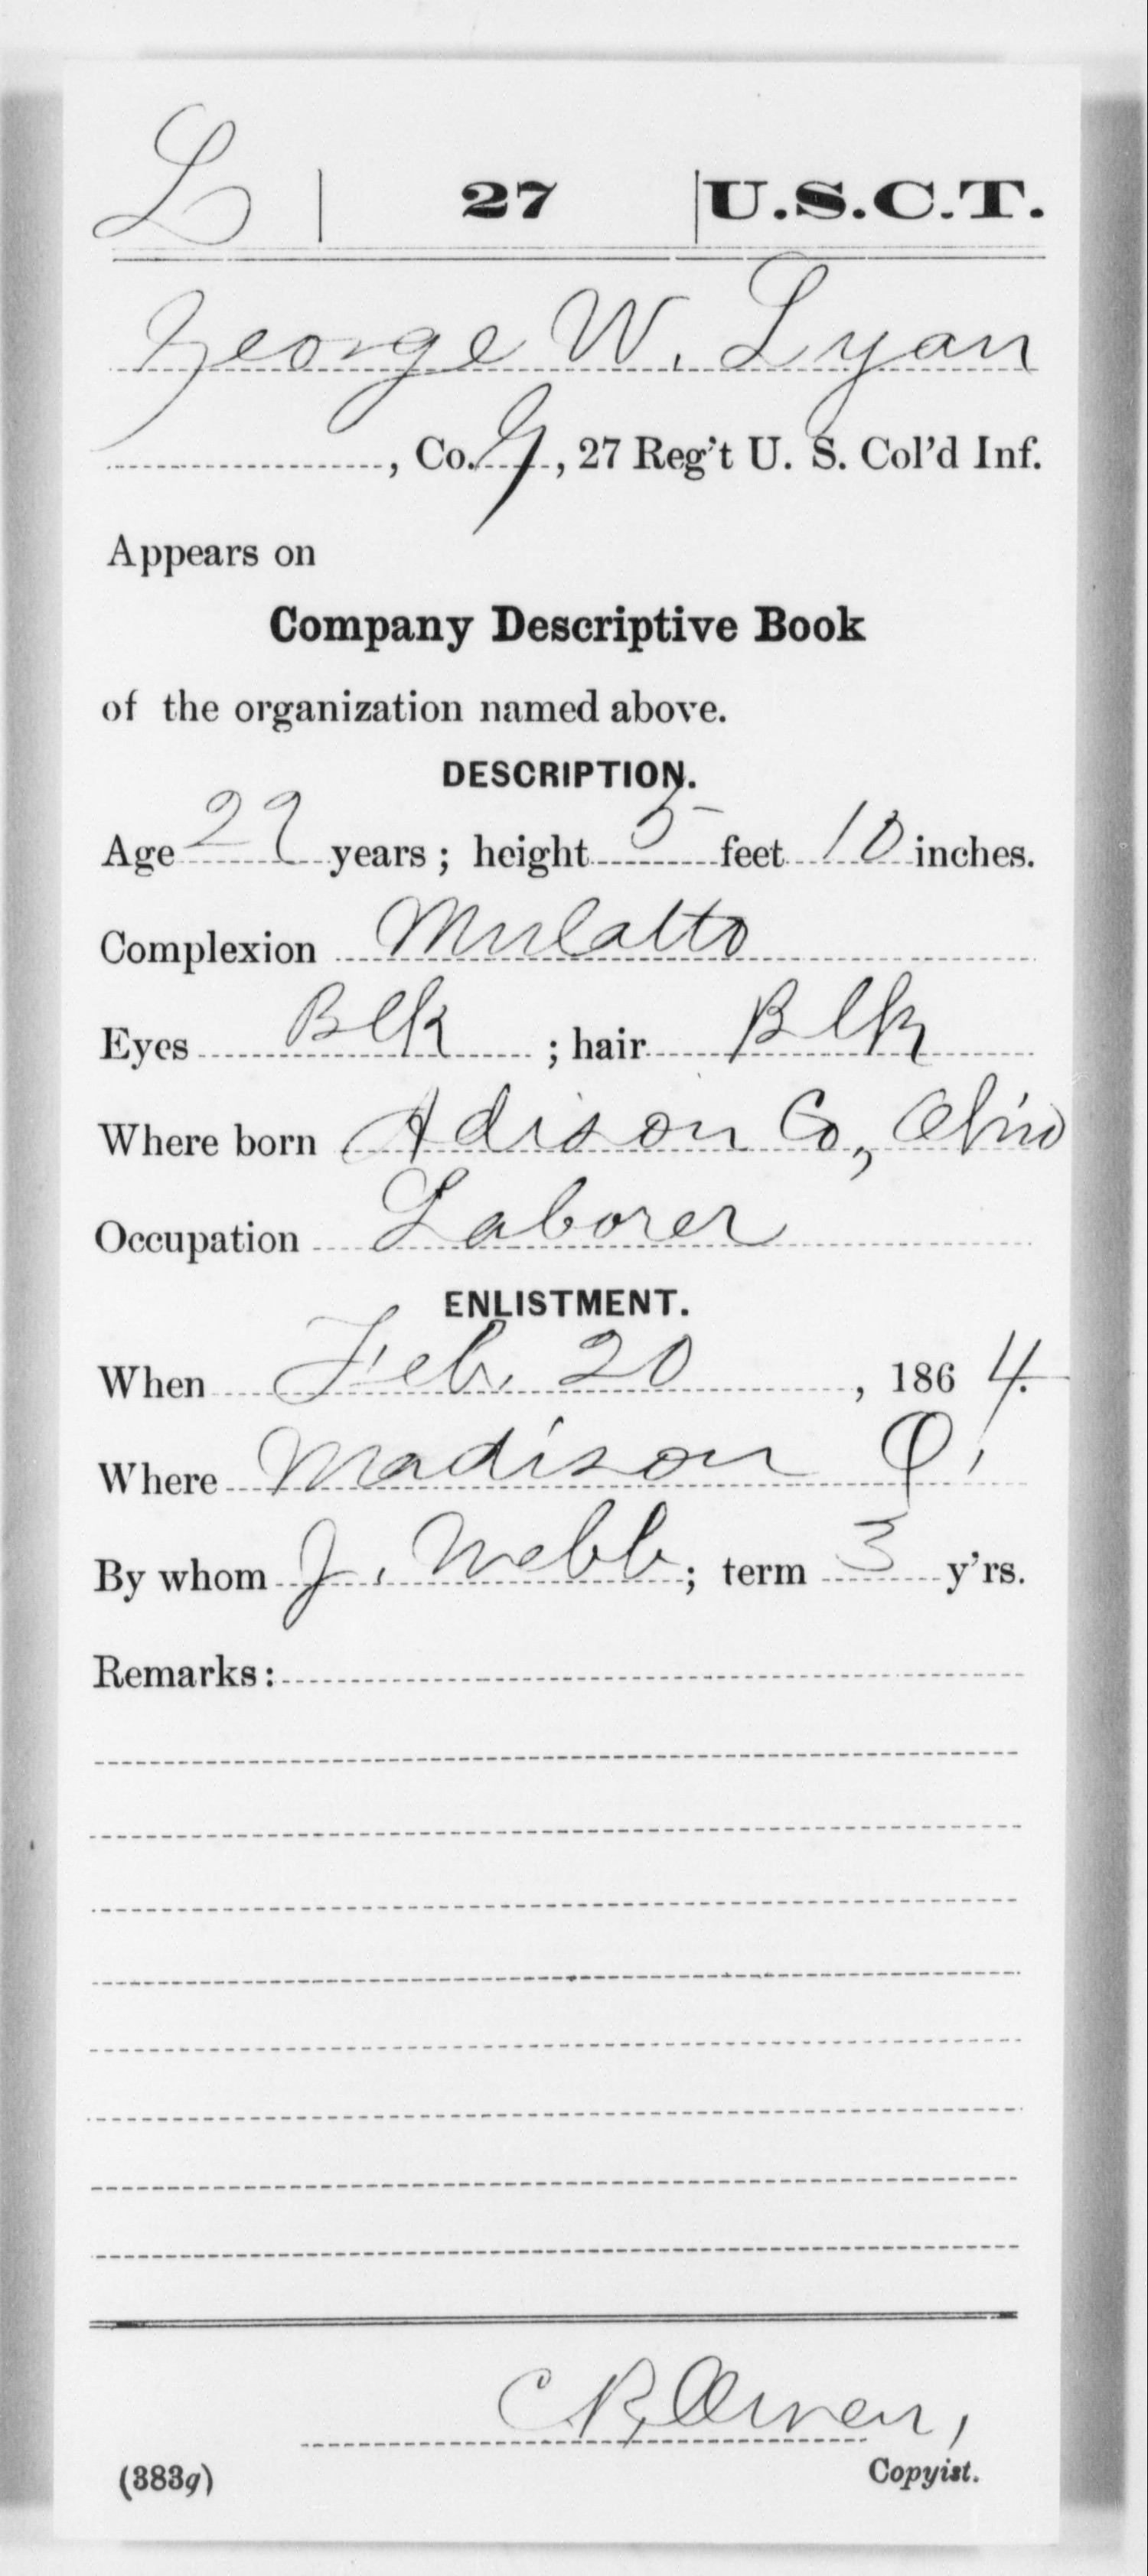 L | 27 | U.S.C.T.
George W. Lyan
, Co. G, 27 Reg't U. S. Col'd Inf.
Appears on
Company Descriptive Book
of the organization named above.
DESCRIPTION.
Age 29 years; height 5 feet 10 inches.
Complexion Mulatto
Eyes Blk ; hair Blk
Where born Adison Co., Ohio
Occupation Laborer
ENLISTMENT.
When Feb. 20, 1864.
Where Madison O.
By whom J. Webb; term 3 y'rs.
Remarks:
C R Owen,
(383g) Copyist.